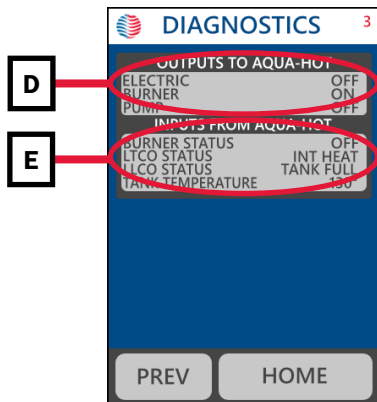 DIAGNOSTICS 3
OUTPUTS TO AQUA-HOT
D
ELECTRIC OFF
BURNER ON
PUMP OFF
INPUTS FROM AQUA-HOT
E
BURNER STATUS OFF
LTCO STATUS INT HEAT
LLCO STATUS TANK FULL
TANK TEMPERATURE 130°
PREV HOME